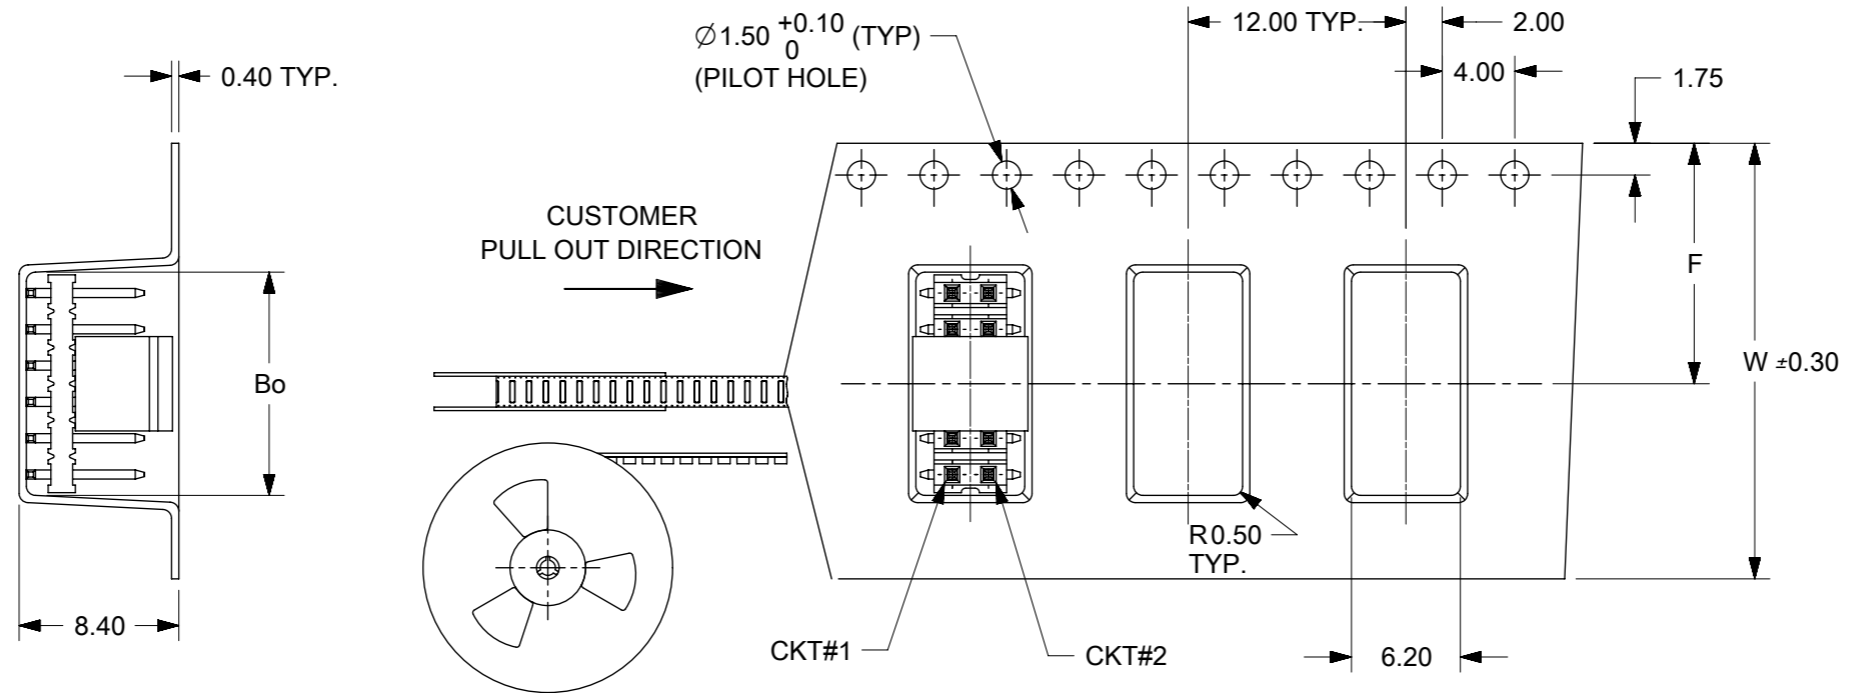 0.40 TYP.
Ø1.50 +0.10 (TYP)
0
(PILOT HOLE)
12.00 TYP.
2.00
4.00
1.75
CUSTOMER
PULL OUT DIRECTION
F
Bo
W ±0.30
R0.50
TYP.
8.40
CKT#1
CKT#2
6.20